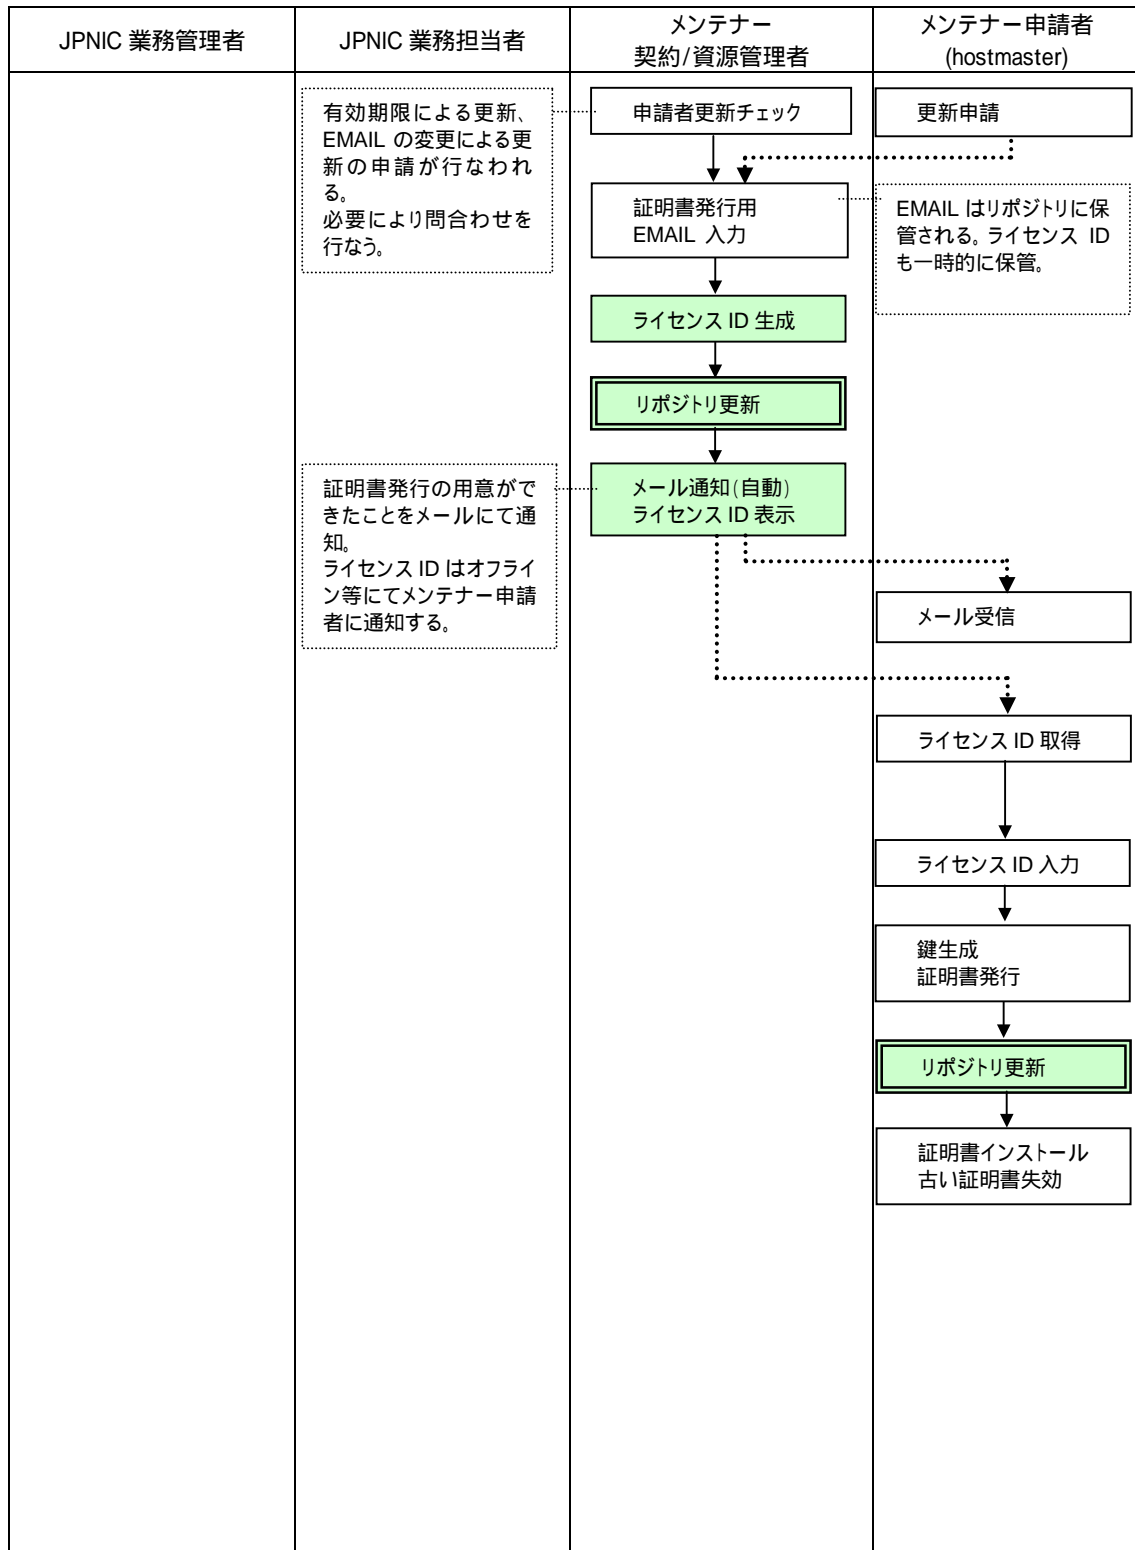 JPNIC 業務管理者
JPNIC 業務担当者
メンテナー
契約/資源管理者
メンテナー申請者
(hostmaster)
有効期限による更新、
EMAIL の変更による更
新の申請が行なわれ
る。
必要により問合わせを
行なう。
申請者更新チェック
更新申請
証明書発行用
EMAIL 入力
EMAIL はリポジトリに保
管される。ライセンス ID
も一時的に保管。
ライセンス ID 生成
リポジトリ更新
証明書発行の用意がで
きたことをメールにて通
知。
ライセンス ID はオフライ
ン等にてメンテナー申請
者に通知する。
メール通知(自動)
ライセンス ID 表示
メール受信
ライセンス ID 取得
ライセンス ID 入力
鍵生成
証明書発行
リポジトリ更新
証明書インストール
古い証明書失効